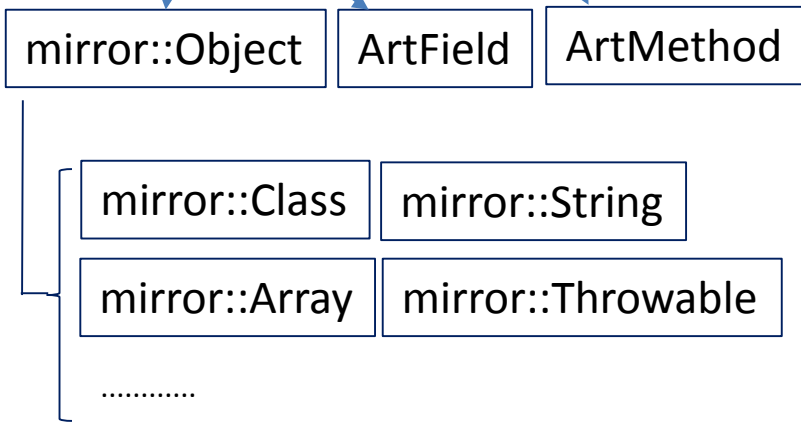 mirror::Object ArtField ArtMethod
mirror::Class mirror::String
mirror::Array mirror::Throwable
............